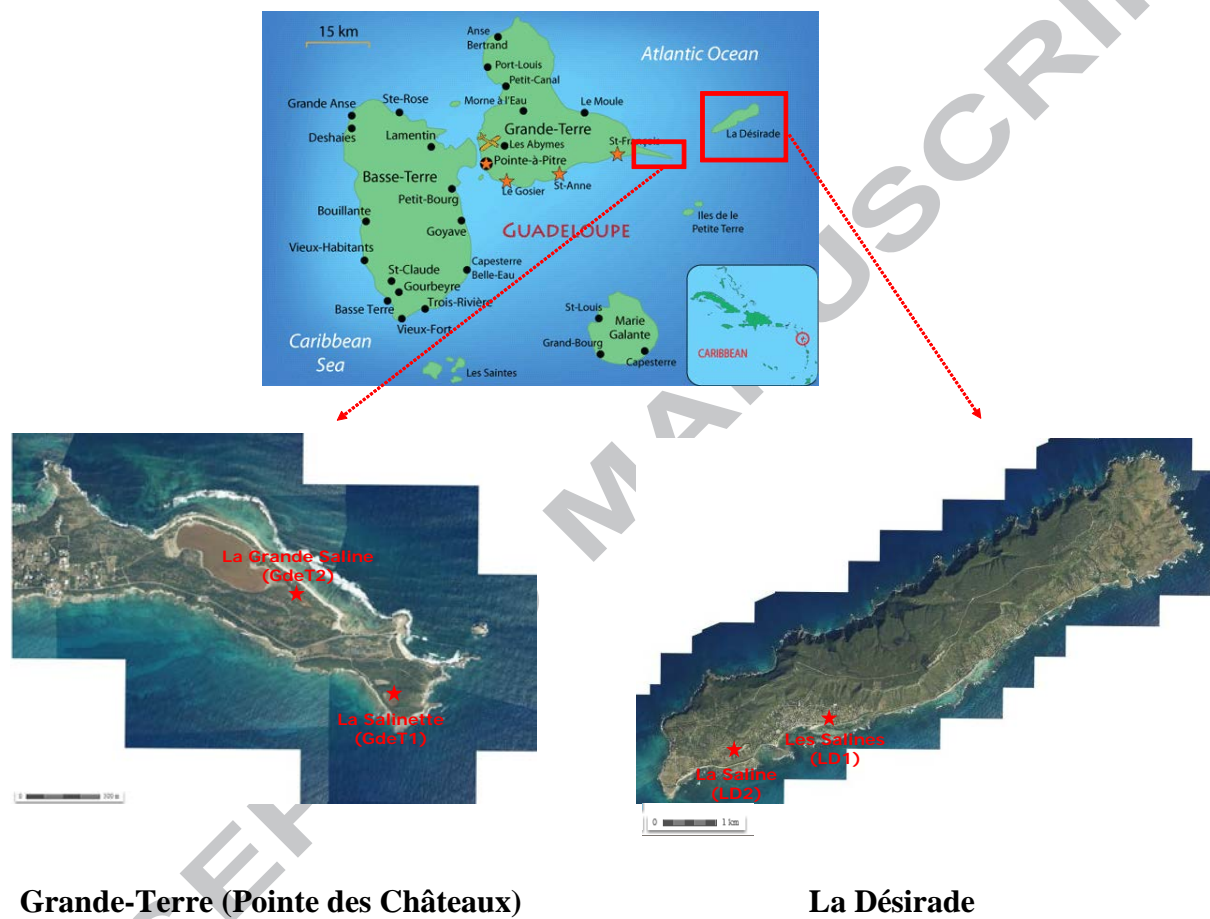 15 km
Anse
Bertrand
Atlantic Ocean
Port-Louis
Petit-Canal
Grande Anse
Ste-Rose
Morne à l'Eau
Le Moule
Deshaies
Lamentin
Grande-Terre
La Désirade
St-François
Les Abymes
Pointe-à-Pitre
Basse-Terre
Le Gosier
St-Anne
Petit-Bourg
Bouillante
Goyave
GUADELOUPE
Iles de le
Petite Terre
Vieux-Habitants
St-Claude
Capesterre
Belle-Eau
Gourbeyre
Basse Terre
Trois-Rivière
St-Louis
Vieux-Fort
Marie
Galante
Caribbean
Sea
Grand-Bourg
CARIBBEAN
Les Saintes
Capesterre
La Grande Saline
(GdeT2)
La Salinette
(GdeT1)
Les Salines
(LD1)
La Saline
(LD2)
0 1 km
Grande-Terre (Pointe des Châteaux)
La Désirade